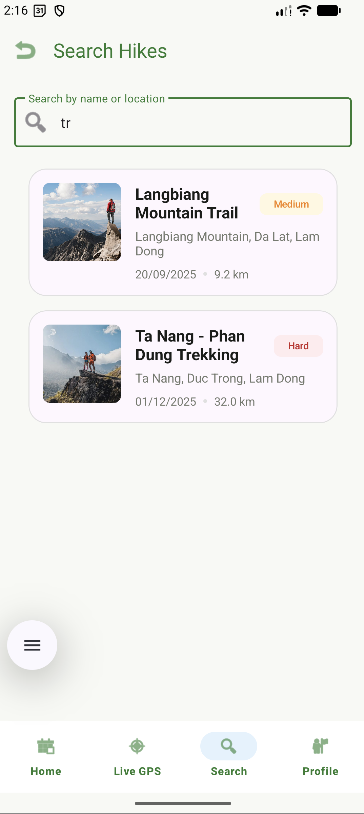 2:16 31
Search Hikes
Search by name or location
tr
Langbiang
Mountain Trail
Medium
Langbiang Mountain, Da Lat, Lam
Dong
20/09/2025 • 9.2 km
Ta Nang - Phan
Dung Trekking
Hard
Ta Nang, Duc Trong, Lam Dong
01/12/2025 • 32.0 km
Home
Live GPS
Search
Profile